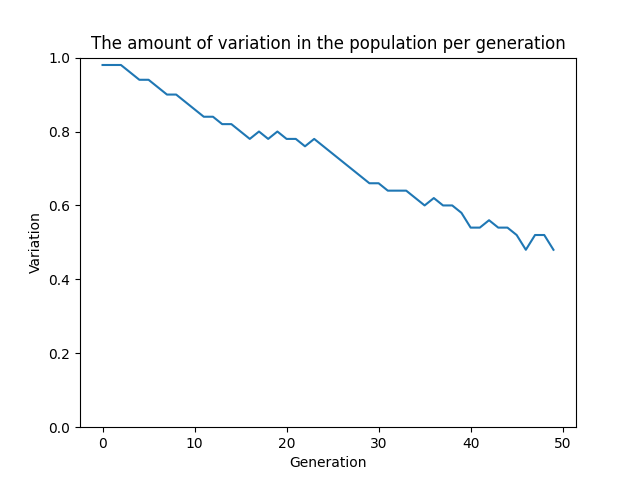 The amount of variation in the population per generation
1.0
0.8
0.6
0.4
0.2
0.0
Variation
0 10 20 30 40 50
Generation